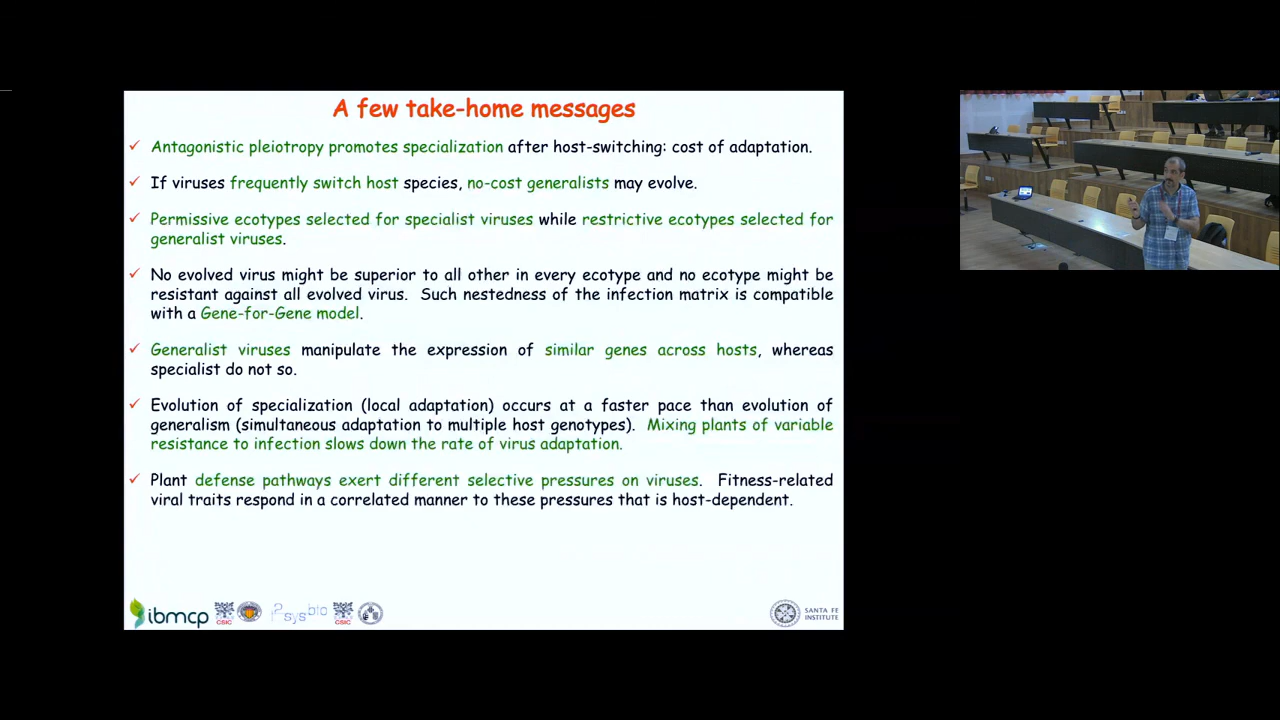 A few take-home messages
✓ Antagonistic pleiotropy promotes specialization after host-switching: cost of adaptation.
✓ If viruses frequently switch host species, no-cost generalists may evolve.
✓ Permissive ecotypes selected for specialist viruses while restrictive ecotypes selected for
generalist viruses.
✓ No evolved virus might be superior to all other in every ecotype and no ecotype might be
resistant against all evolved virus. Such nestedness of the infection matrix is compatible
with a Gene-for-Gene model.
✓ Generalist viruses manipulate the expression of similar genes across hosts, whereas
specialist do not so.
✓ Evolution of specialization (local adaptation) occurs at a faster pace than evolution of
generalism (simultaneous adaptation to multiple host genotypes). Mixing plants of variable
resistance to infection slows down the rate of virus adaptation.
✓ Plant defense pathways exert different selective pressures on viruses. Fitness-related
viral traits respond in a correlated manner to these pressures that is host-dependent.
ibmcp CSIC i2sysbio CSIC SANTA FE
INSTITUTE